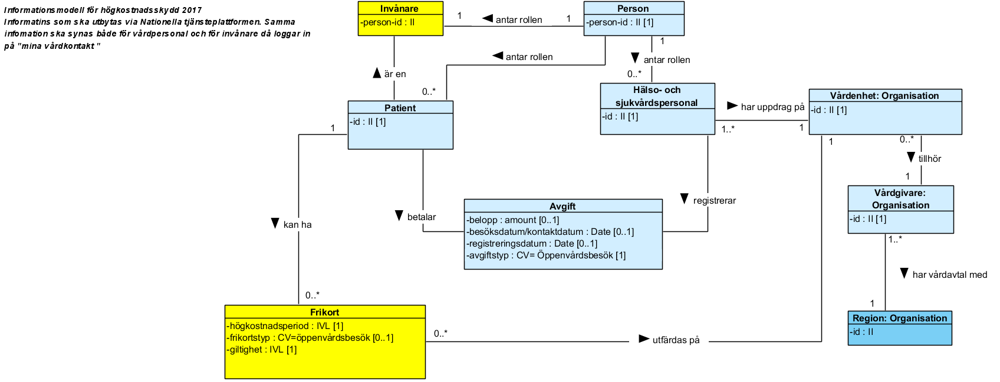 Informationsmodell för högkostnadsskydd 2017
Informatins som ska utbytas via Nationella tjänsteplattformen. Samma
infomation ska synas både för vårdpersonal och för invånare då loggar in
på "mina vårdkontakt "
Invånare
-person-id : II
1
antar rollen
1
Person
-person-id : II [1]
1
antar rollen
0..*
antar rollen
0..*
är en
Patient
-id : II [1]
1
Hälso- och
sjukvårdspersonal
-id : II [1]
har uppdrag på
1..*
1
Vårdenhet: Organisation
-id : II [1]
1
0..*
tillhör
1
Vårdgivare:
Organisation
-id : II [1]
1..*
har vårdavtal med
1
Region: Organisation
-id : II
kan ha
0..*
betalar
registrerar
Avgift
-belopp : amount [0..1]
-besöksdatum/kontaktdatum : Date [0..1]
-registreringsdatum : Date [0..1]
-avgiftstyp : CV= Öppenvårdsbesök [1]
Frikort
-högkostnadsperiod : IVL [1]
-frikortstyp : CV=öppenvårdsbesök [0..1]
-giltighet : IVL [1]
0..*
utfärdas på